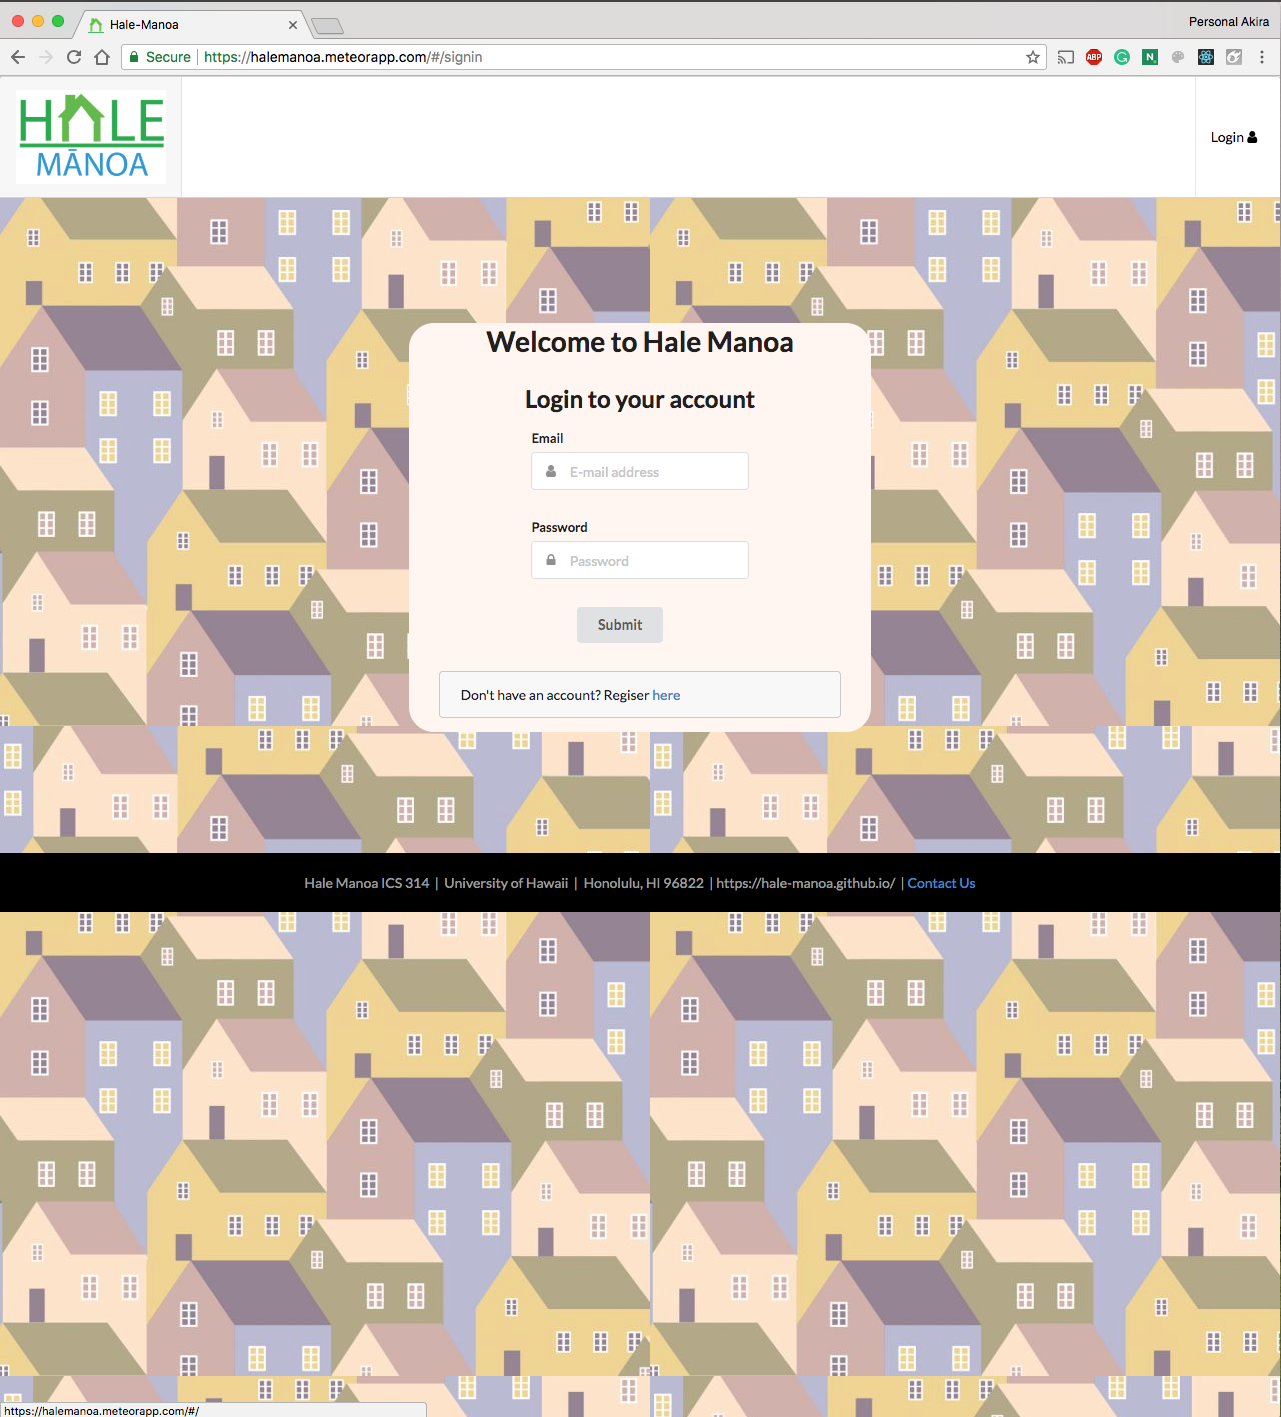 Hale-Manoa
Personal Akira
Secure https://halemanoa.meteorapp.com/#/signin
ABP
G
N
HALE
MĀNOA
Login
Welcome to Hale Manoa
Login to your account
Email
E-mail address
Password
Password
Submit
Don't have an account? Regiser here
Hale Manoa ICS 314 | University of Hawaii | Honolulu, HI 96822 | https://hale-manoa.github.io/ | Contact Us
https://halemanoa.meteorapp.com/#/